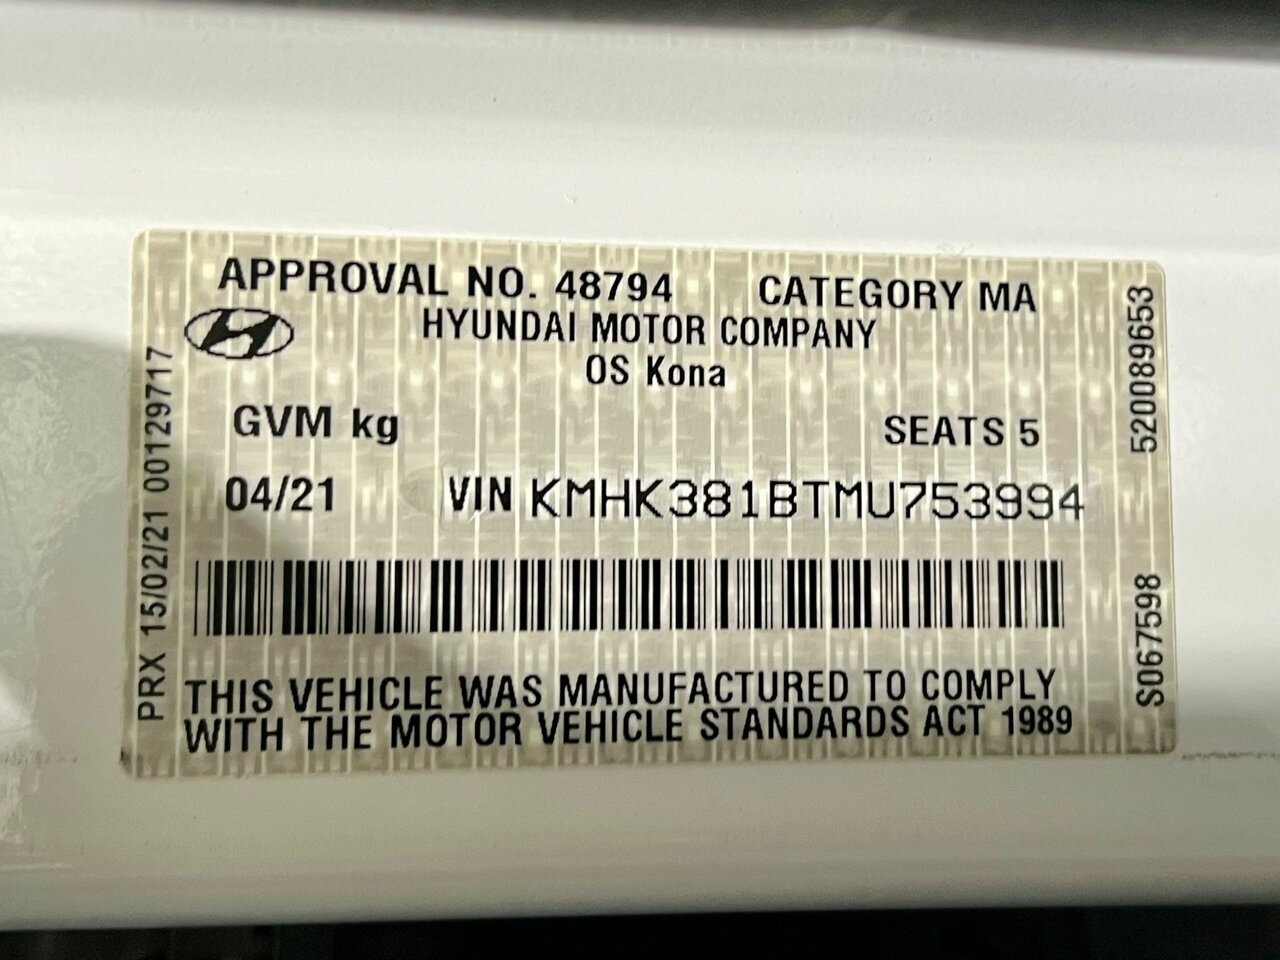 APPROVAL NO. 48794 CATEGORY MA
HYUNDAI MOTOR COMPANY
OS Kona
GVM kg SEATS 5
04/21 VIN KMHK381BTMU753994
THIS VEHICLE WAS MANUFACTURED TO COMPLY
WITH THE MOTOR VEHICLE STANDARDS ACT 1989
PRX 15/02/21 00129717
520089653
S067598